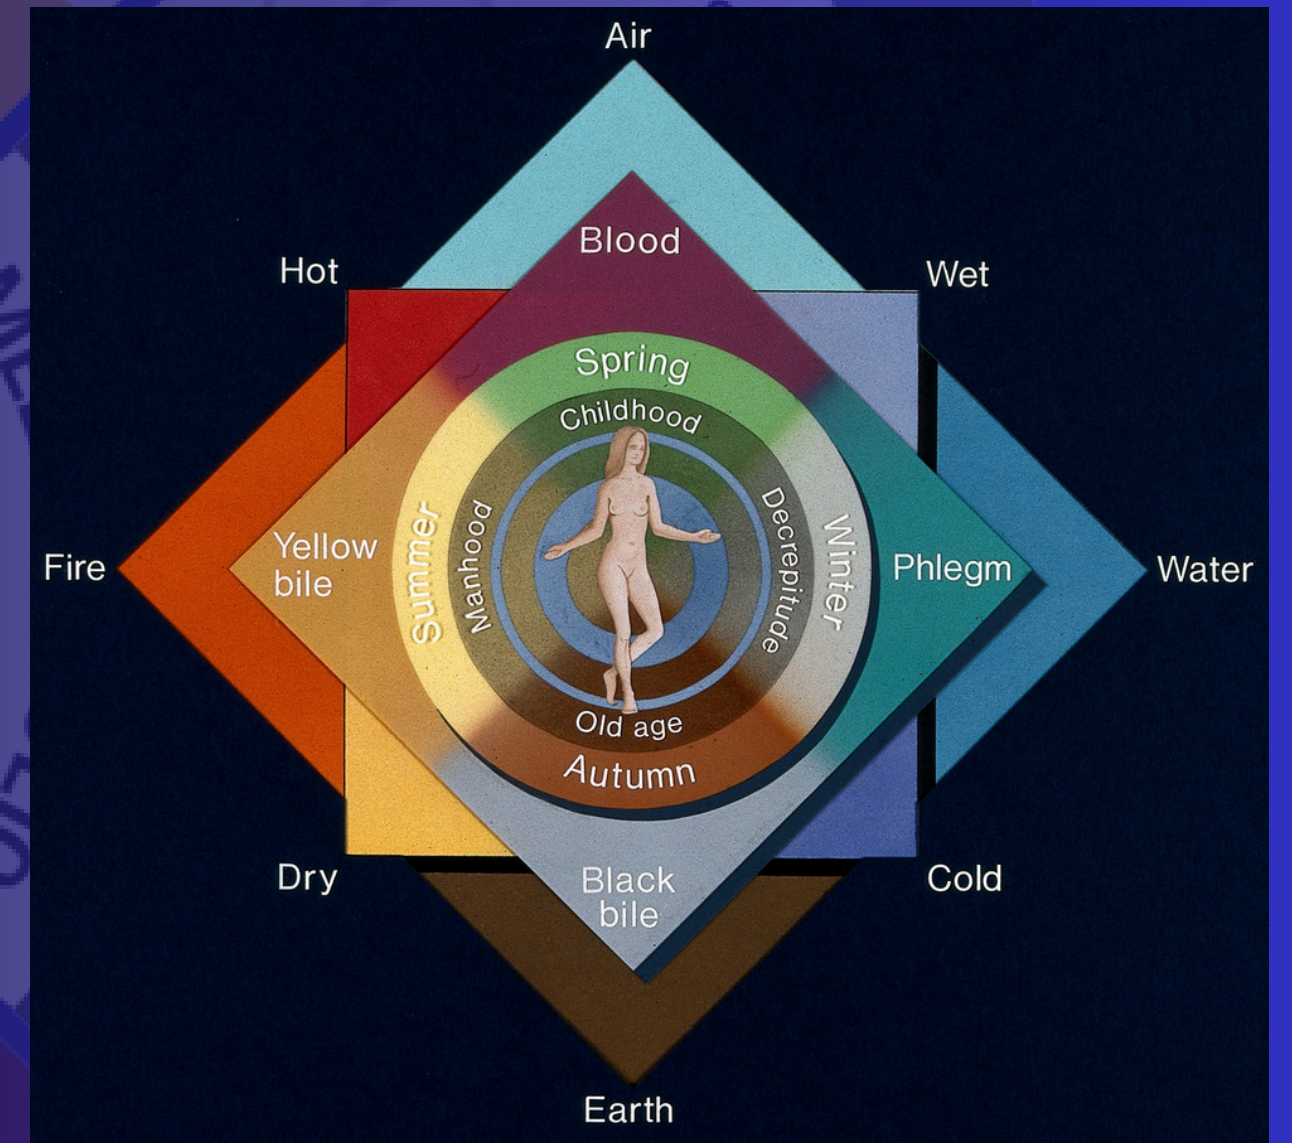 Air
Hot
Wet
Blood
Spring
Childhood
Fire
Yellow
bile
Summer
Manhood
Decrepitude
Winter
Phlegm
Water
Old age
Autumn
Dry
Black
bile
Cold
Earth